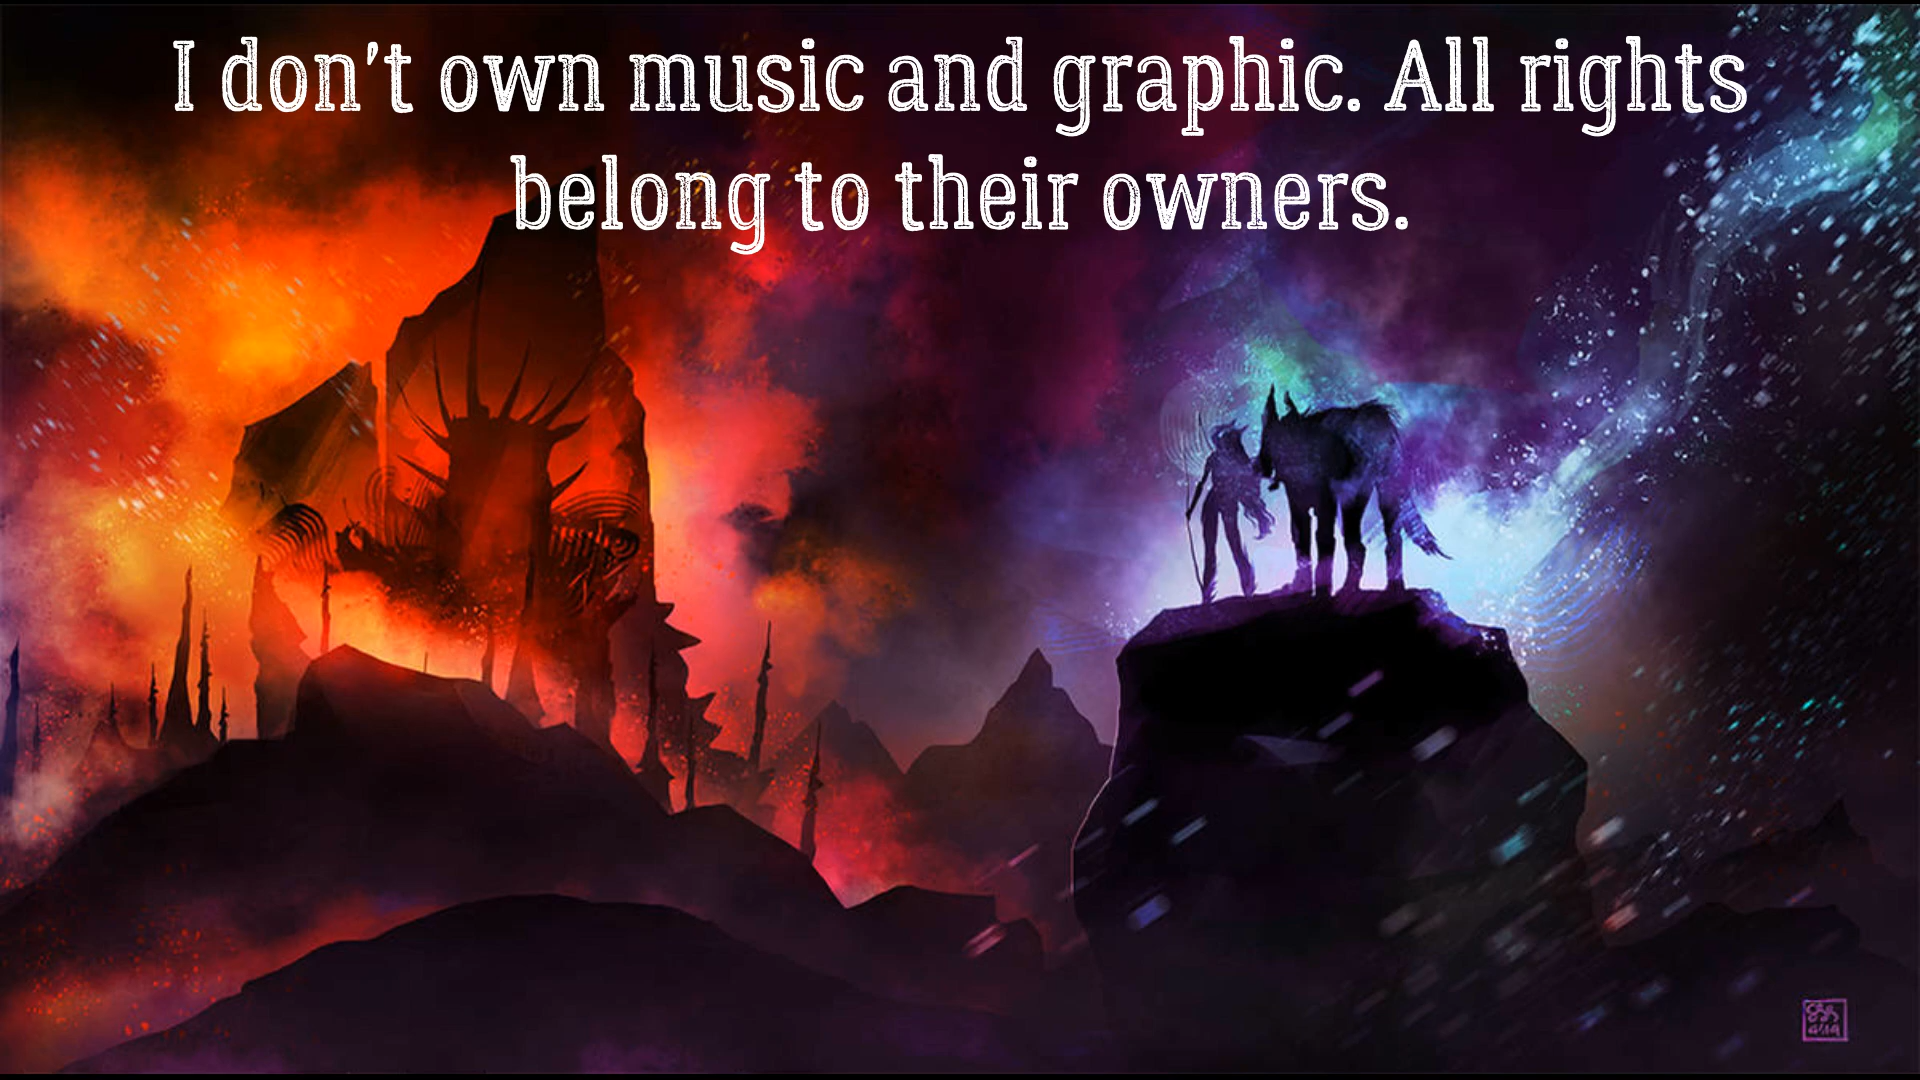 I don't own music and graphic. All rights
belong to their owners.